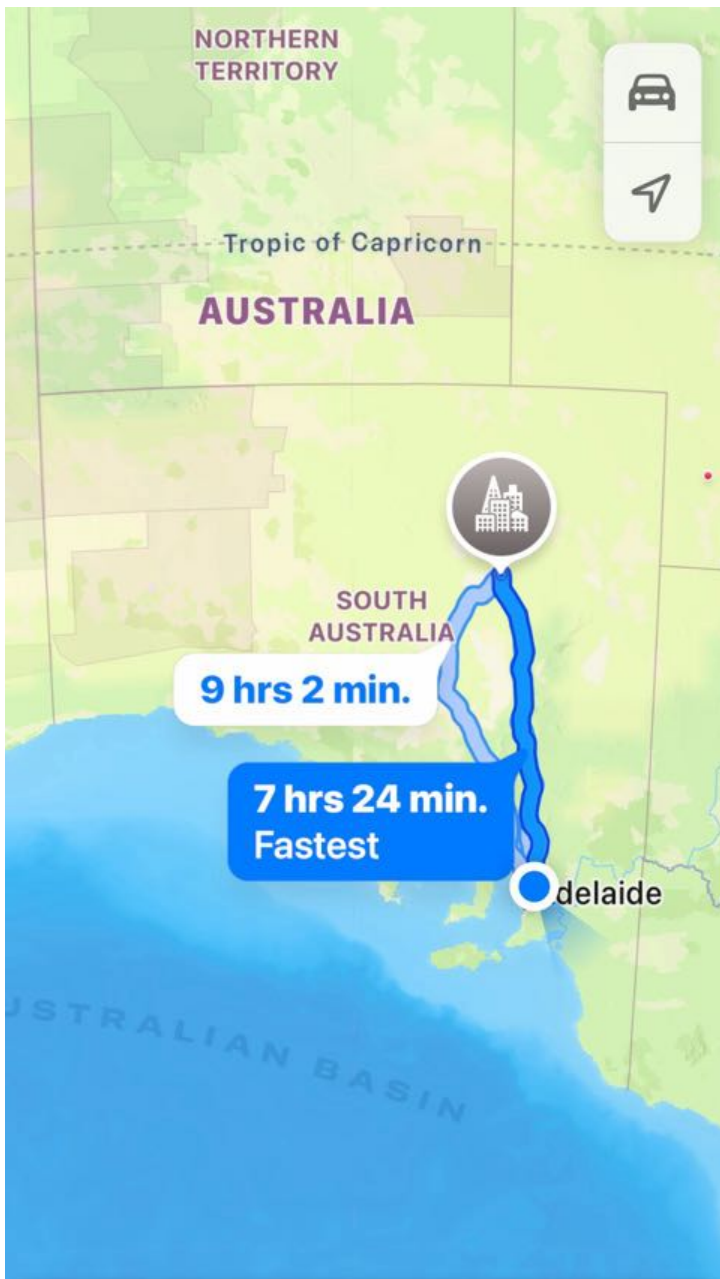 NORTHERN
TERRITORY
Tropic of Capricorn
AUSTRALIA
SOUTH
AUSTRALIA
9 hrs 2 min.
7 hrs 24 min.
Fastest
delaide
USTRALIAN BASIN